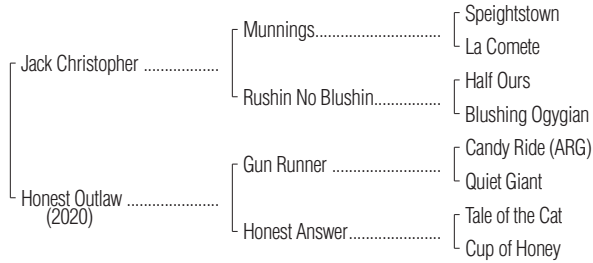 Speightstown
Munnings
La Comete
Jack Christopher
Half Ours
Rushin No Blushin
Blushing Ogygian
Candy Ride (ARG)
Gun Runner
Quiet Giant
Honest Outlaw
(2020)
Tale of the Cat
Honest Answer
Cup of Honey